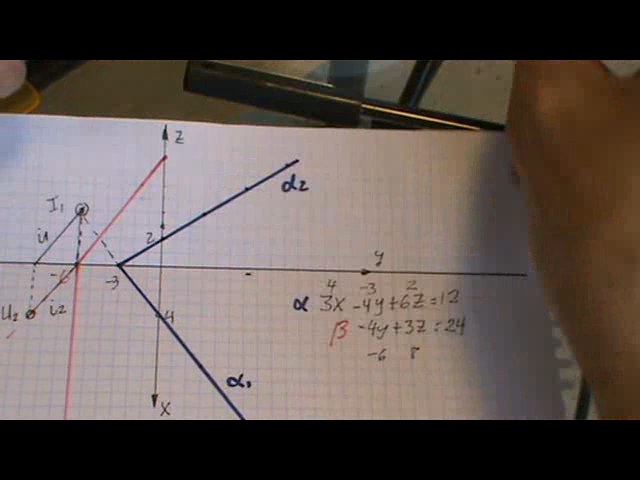 z
I₁
α₂
i₁
2
y
-6
-3
4 -3 2
α 3x -4y+6z=12
β -4y+3z=24
-6 8
i₂
4
α₁
x